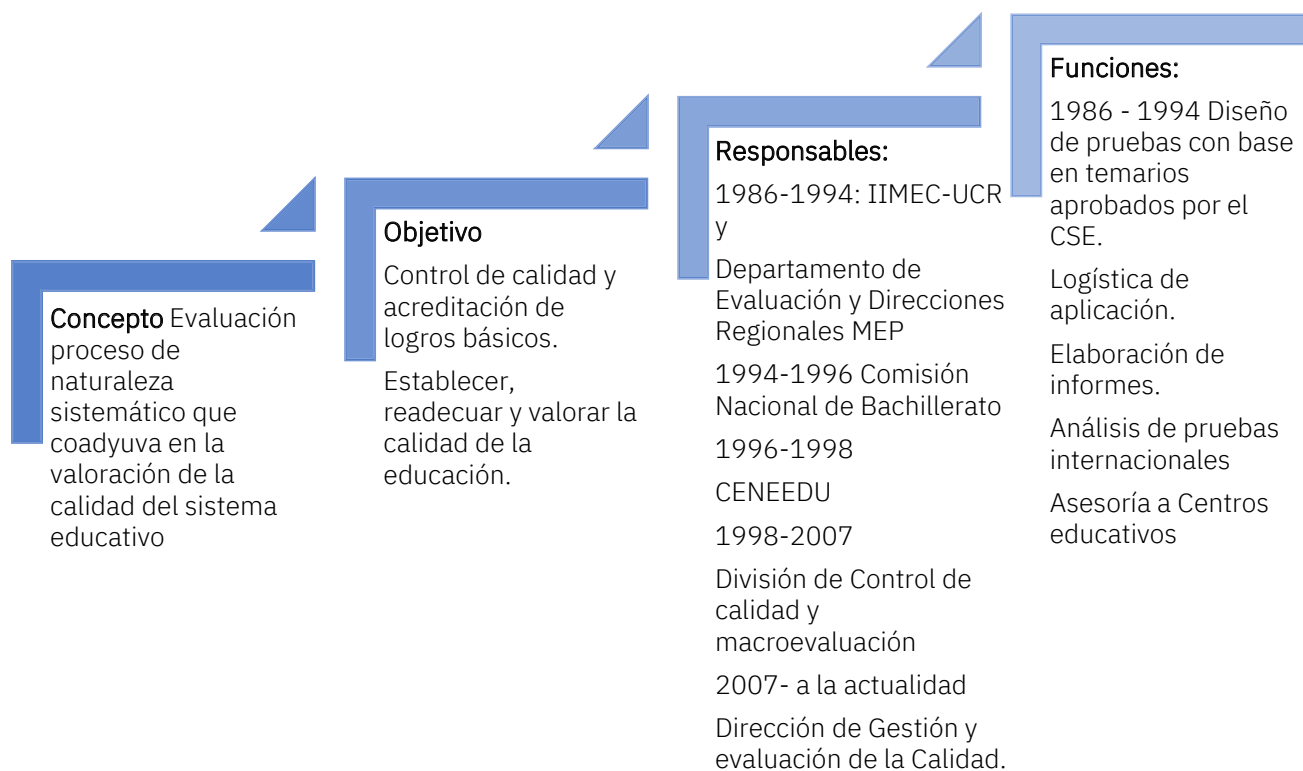 Concepto Evaluación
proceso de
naturaleza
sistemático que
coadyuva en la
valoración de la
calidad del sistema
educativo
Objetivo
Control de calidad y
acreditación de
logros básicos.
Establecer,
readecuar y valorar la
calidad de la
educación.
Responsables:
1986-1994: IIMEC-UCR
y
Departamento de
Evaluación y Direcciones
Regionales MEP
1994-1996 Comisión
Nacional de Bachillerato
1996-1998
CENEEDU
1998-2007
División de Control de
calidad y
macroevaluación
2007- a la actualidad
Dirección de Gestión y
evaluación de la Calidad.
Funciones:
1986 - 1994 Diseño
de pruebas con base
en temarios
aprobados por el
CSE.
Logística de
aplicación.
Elaboración de
informes.
Análisis de pruebas
internacionales
Asesoría a Centros
educativos